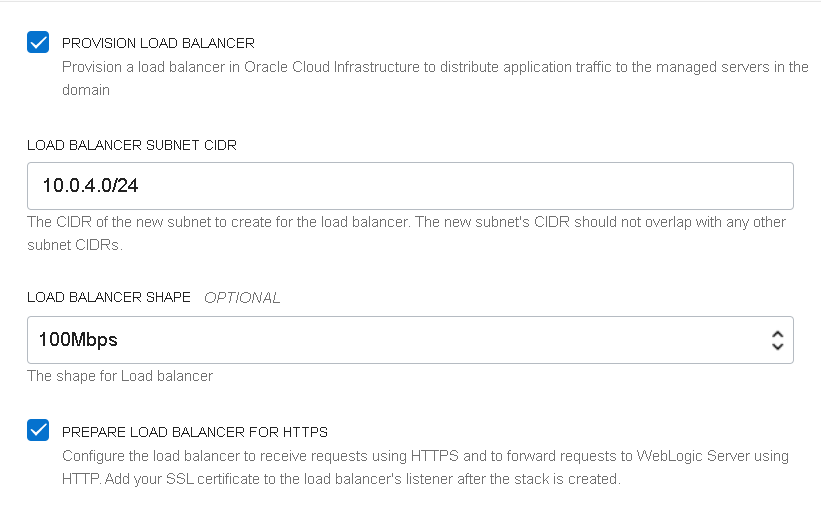 PROVISION LOAD BALANCER
Provision a load balancer in Oracle Cloud Infrastructure to distribute application traffic to the managed servers in the
domain
LOAD BALANCER SUBNET CIDR
10.0.4.0/24
The CIDR of the new subnet to create for the load balancer. The new subnet's CIDR should not overlap with any other
subnet CIDRs.
LOAD BALANCER SHAPE OPTIONAL
100Mbps
The shape for Load balancer
PREPARE LOAD BALANCER FOR HTTPS
Configure the load balancer to receive requests using HTTPS and to forward requests to WebLogic Server using
HTTP. Add your SSL certificate to the load balancer's listener after the stack is created.